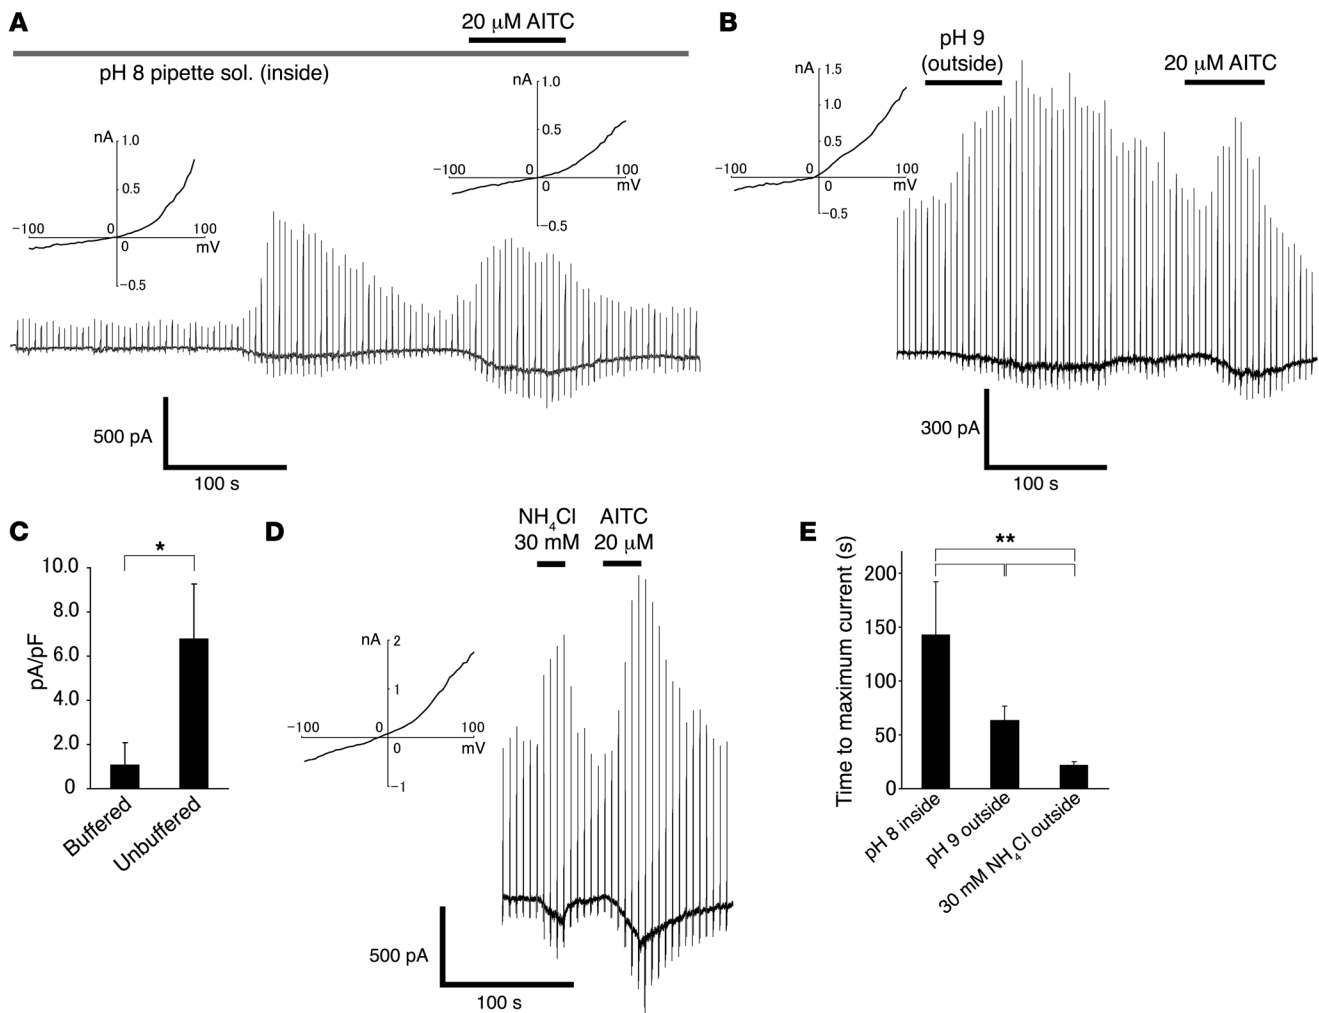 A
20 μM AITC
pH 8 pipette sol. (inside)
nA
1.0
0.5
−100
0
100
0
mV
−0.5
nA
1.0
0.5
−100
0
100
0
mV
−0.5
500 pA
100 s
B
pH 9
(outside)
20 μM AITC
nA
1.5
1.0
0.5
−100
0
100
0
mV
−0.5
300 pA
100 s
C
*
10.0
8.0
6.0
4.0
2.0
0
pA/pF
Buffered
Unbuffered
D
NH4Cl
30 mM
AITC
20 μM
nA
2
1
−100
0
100
0
mV
−1
500 pA
100 s
E
**
Time to maximum current (s)
200
150
100
50
0
pH 8 inside
pH 9 outside
30 mM NH4Cl outside